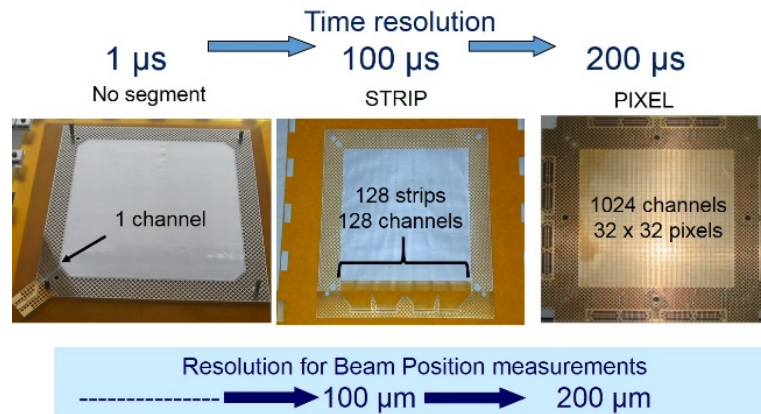 Time resolution
1 µs
100 µs
200 µs
No segment
STRIP
PIXEL
1 channel
128 strips
128 channels
1024 channels
32 x 32 pixels
Resolution for Beam Position measurements
---------------------
100 µm
200 µm